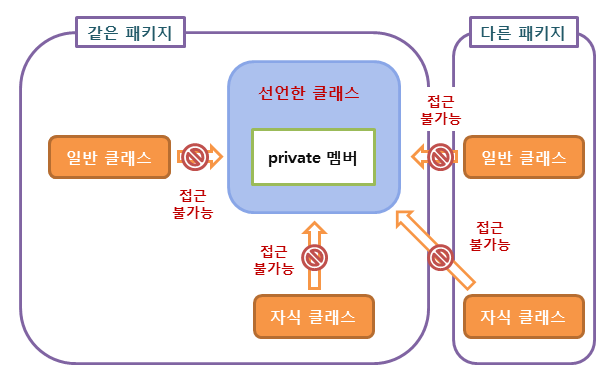 같은 패키지
다른 패키지
선언한 클래스
접근
불가능
일반 클래스
private 멤버
일반 클래스
접근
불가능
접근
불가능
접근
불가능
자식 클래스
자식 클래스